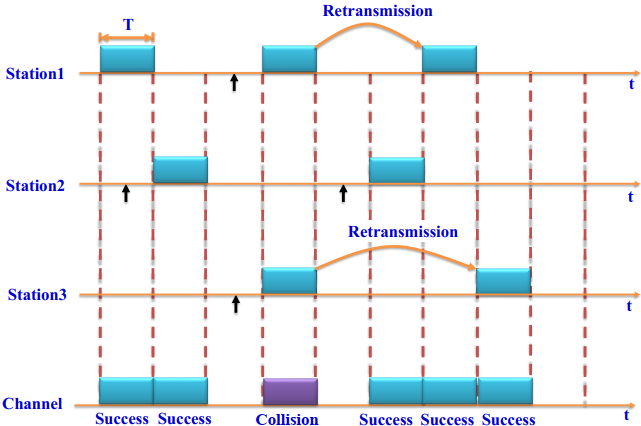 Retransmission
T
Station1
t
Station2
t
Retransmission
Station3
t
Channel
t
Success Success Collision Success Success Success